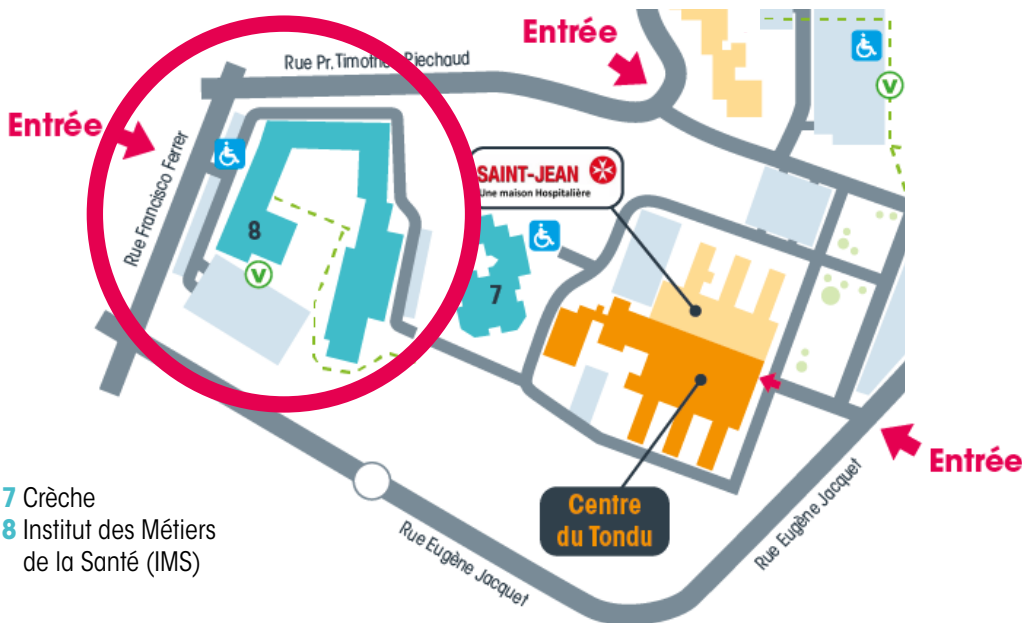 Entrée
Rue Pr. Timothée Piechaud
Entrée
Rue Francisco Ferrer
V
SAINT-JEAN
Une maison Hospitalière
8
V
7
Entrée
Centre
du Tondu
7 Crèche
8 Institut des Métiers
de la Santé (IMS)
Rue Eugène Jacquet
Rue Eugène Jacquet